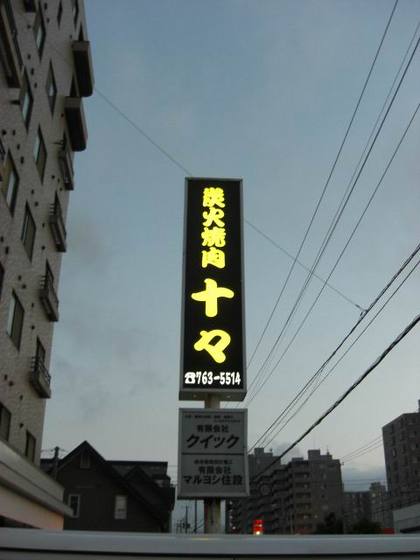 炭火焼肉
十々
☎763-5514
有限会社
クイック
有限会社
マルヨシ住設